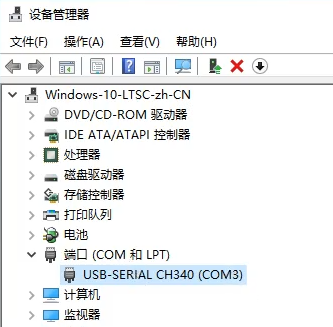 设备管理器
文件(F) 操作(A) 查看(V) 帮助(H)
Windows-10-LTSC-zh-CN
DVD/CD-ROM 驱动器
IDE ATA/ATAPI 控制器
处理器
磁盘驱动器
存储控制器
打印队列
电池
端口 (COM 和 LPT)
USB-SERIAL CH340 (COM3)
计算机
监视器